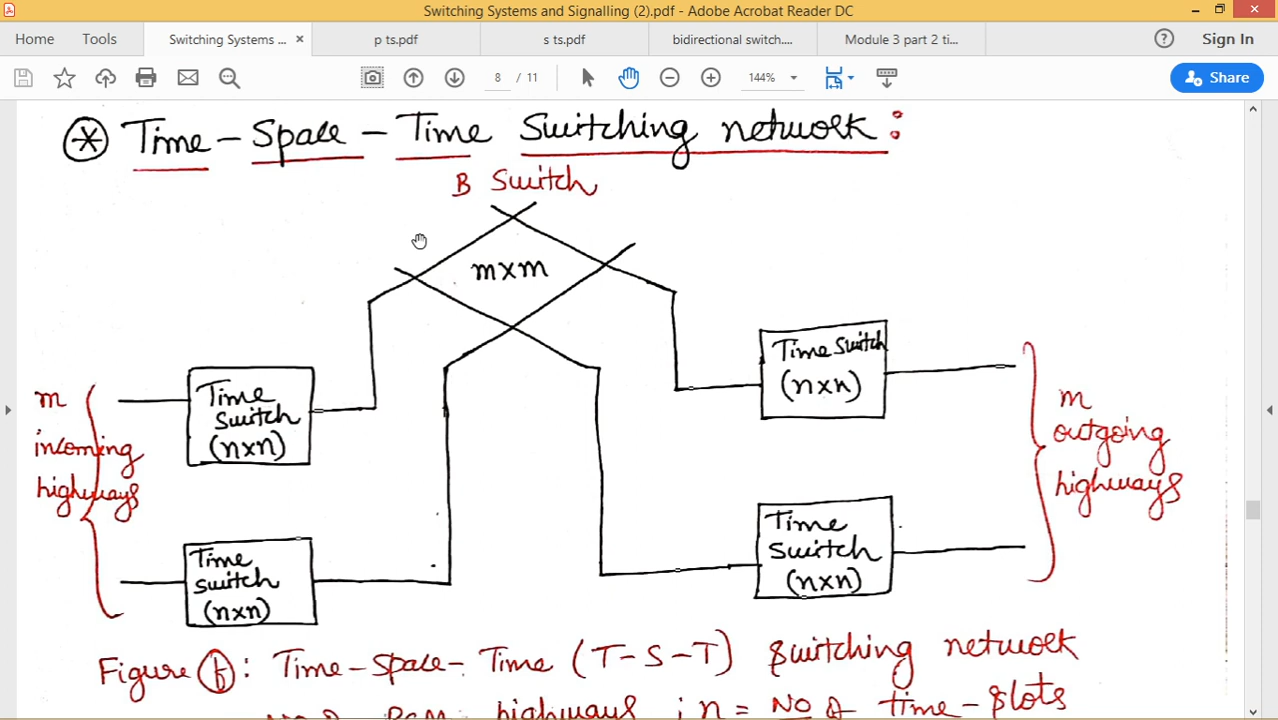 Switching Systems and Signalling (2).pdf - Adobe Acrobat Reader DC
Home Tools Switching Systems ... × p ts.pdf s ts.pdf bidirectional switch.... Module 3 part 2 ti... Sign In
8 / 11 144% Share
* Time-Space-Time Switching network:
B Switch
m×m
Time Switch
(n×n)
Time
Switch
(n×n)
m
incoming
highways
m
outgoing
highways
Time
switch
(n×n)
Time
Switch
(n×n)
Figure (b): Time-Space-Time (T-S-T) Switching network
highways ; n = No of time-slots